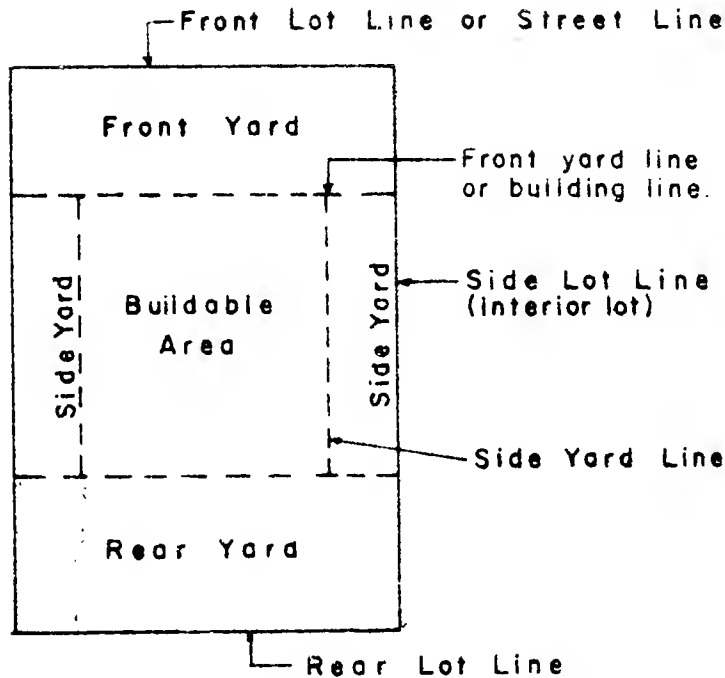 Front Lot Line or Street Line
Front Yard
Front yard line
or building line.
Side Yard
Buildable
Area
Side Yard
Side Lot Line
(interior lot)
Side Yard Line
Rear Yard
Rear Lot Line